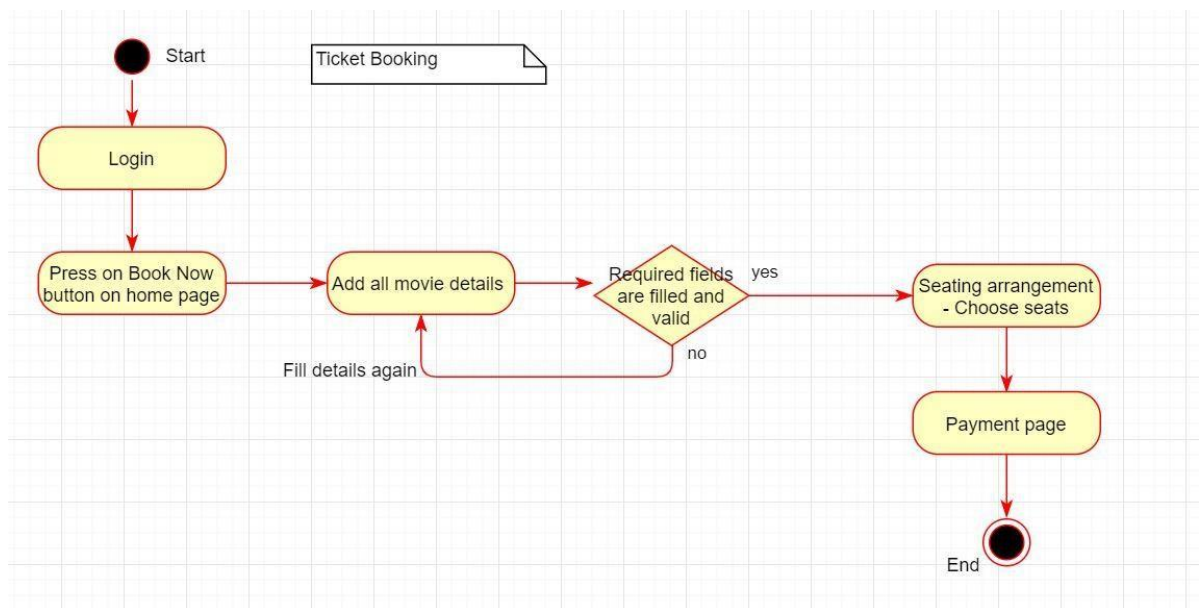 Start
Ticket Booking
Login
Press on Book Now
button on home page
Add all movie details
Required fields
are filled and
valid
yes
no
Fill details again
Seating arrangement
- Choose seats
Payment page
End